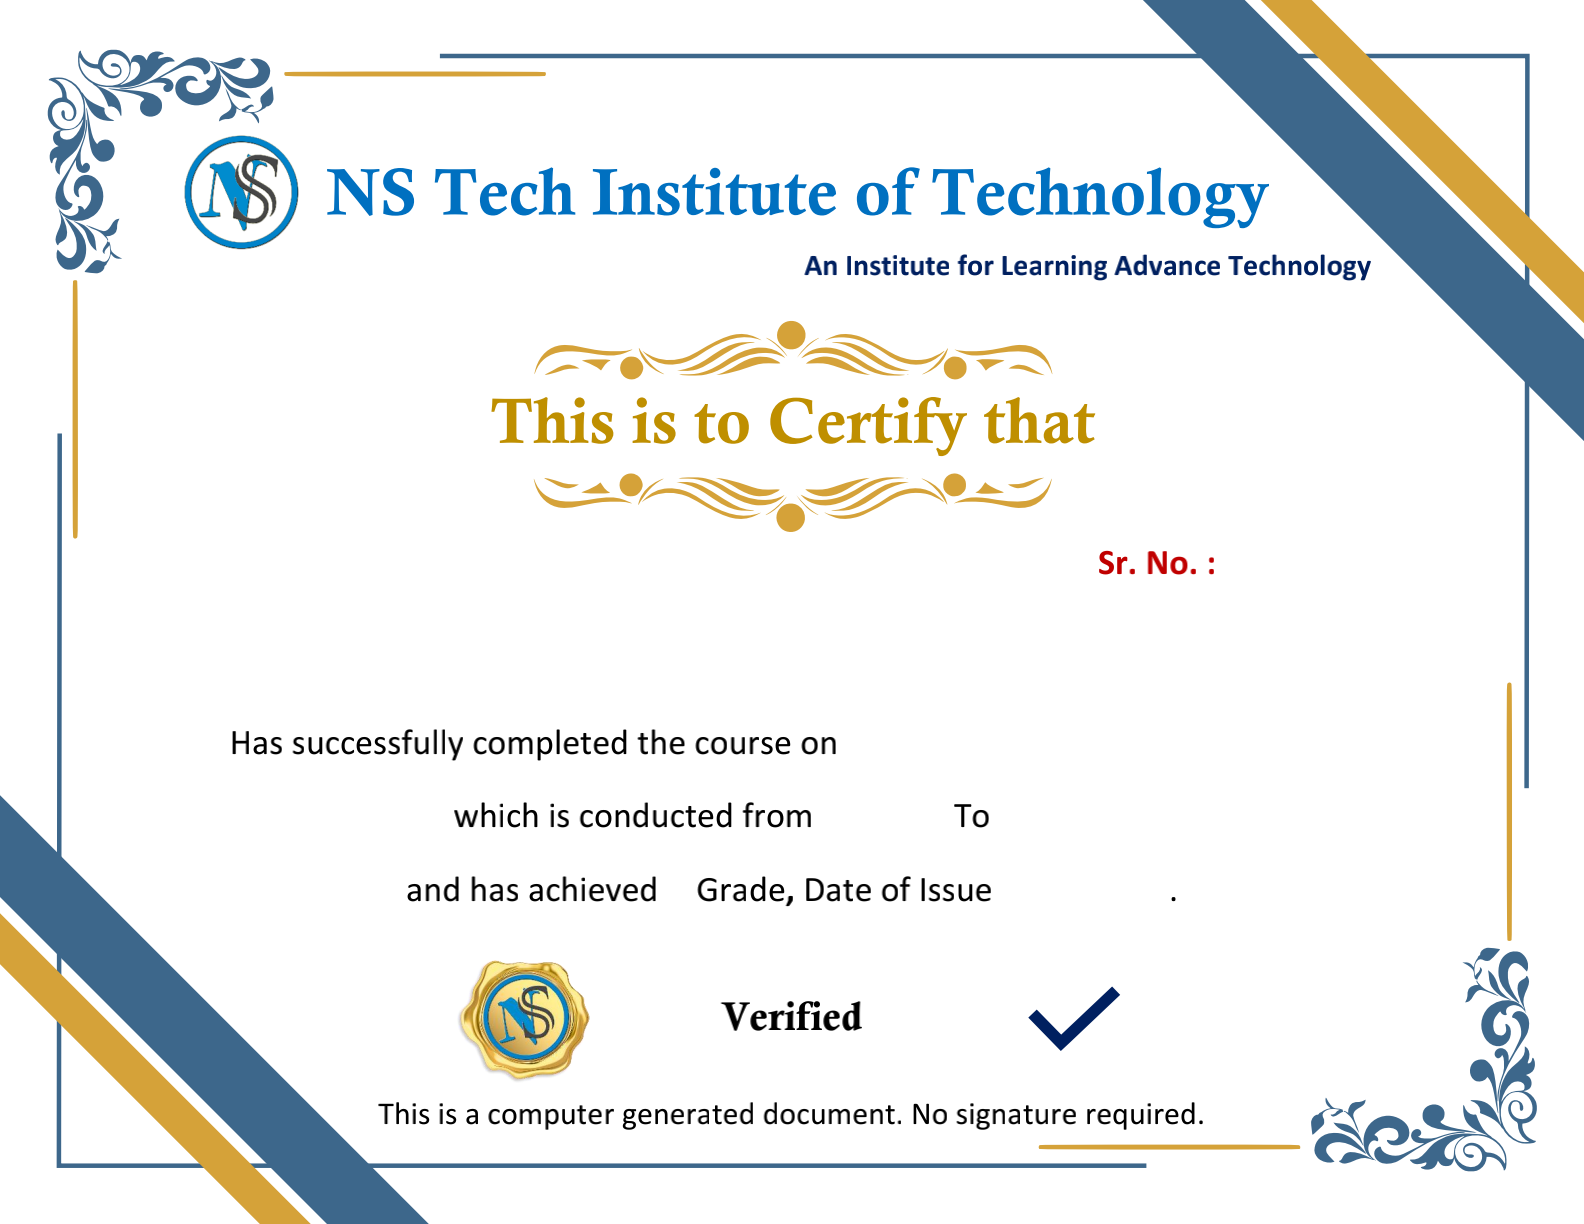 NS NS Tech Institute of Technology
An Institute for Learning Advance Technology
This is to Certify that
Sr. No. :
Has successfully completed the course on
which is conducted from To
and has achieved Grade, Date of Issue .
NS Verified
This is a computer generated document. No signature required.